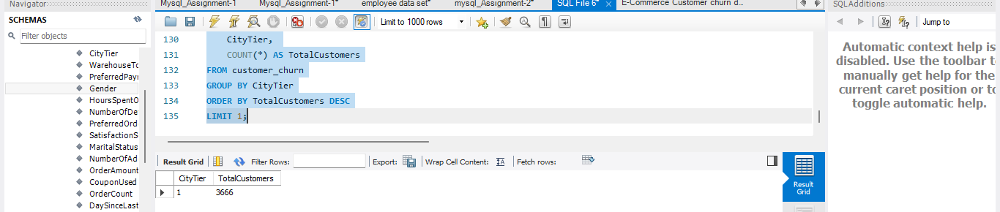 Navigator
Mysql_Assignment-1
Mysql_Assignment-1*
employee data set*
mysql_Assignment-2*
SQL File 6*
E-Commerce Customer churn d...
SQLAdditions
SCHEMAS
Filter objects
Limit to 1000 rows
Jump to
CityTier
WarehouseTo
PreferredPayn
Gender
HoursSpentO
NumberOfDe
PreferredOrd
SatisfactionS
MaritalStatus
NumberOfAd
OrderAmount
CouponUsed
OrderCount
DaySinceLast
130 CityTier,
131 COUNT(*) AS TotalCustomers
132 FROM customer_churn
133 GROUP BY CityTier
134 ORDER BY TotalCustomers DESC
135 LIMIT 1;
Automatic context help is
disabled. Use the toolbar to
manually get help for the
current caret position or to
toggle automatic help.
Result Grid
Filter Rows:
Export:
Wrap Cell Content:
Fetch rows:
CityTier TotalCustomers
1 3666
Result
Grid